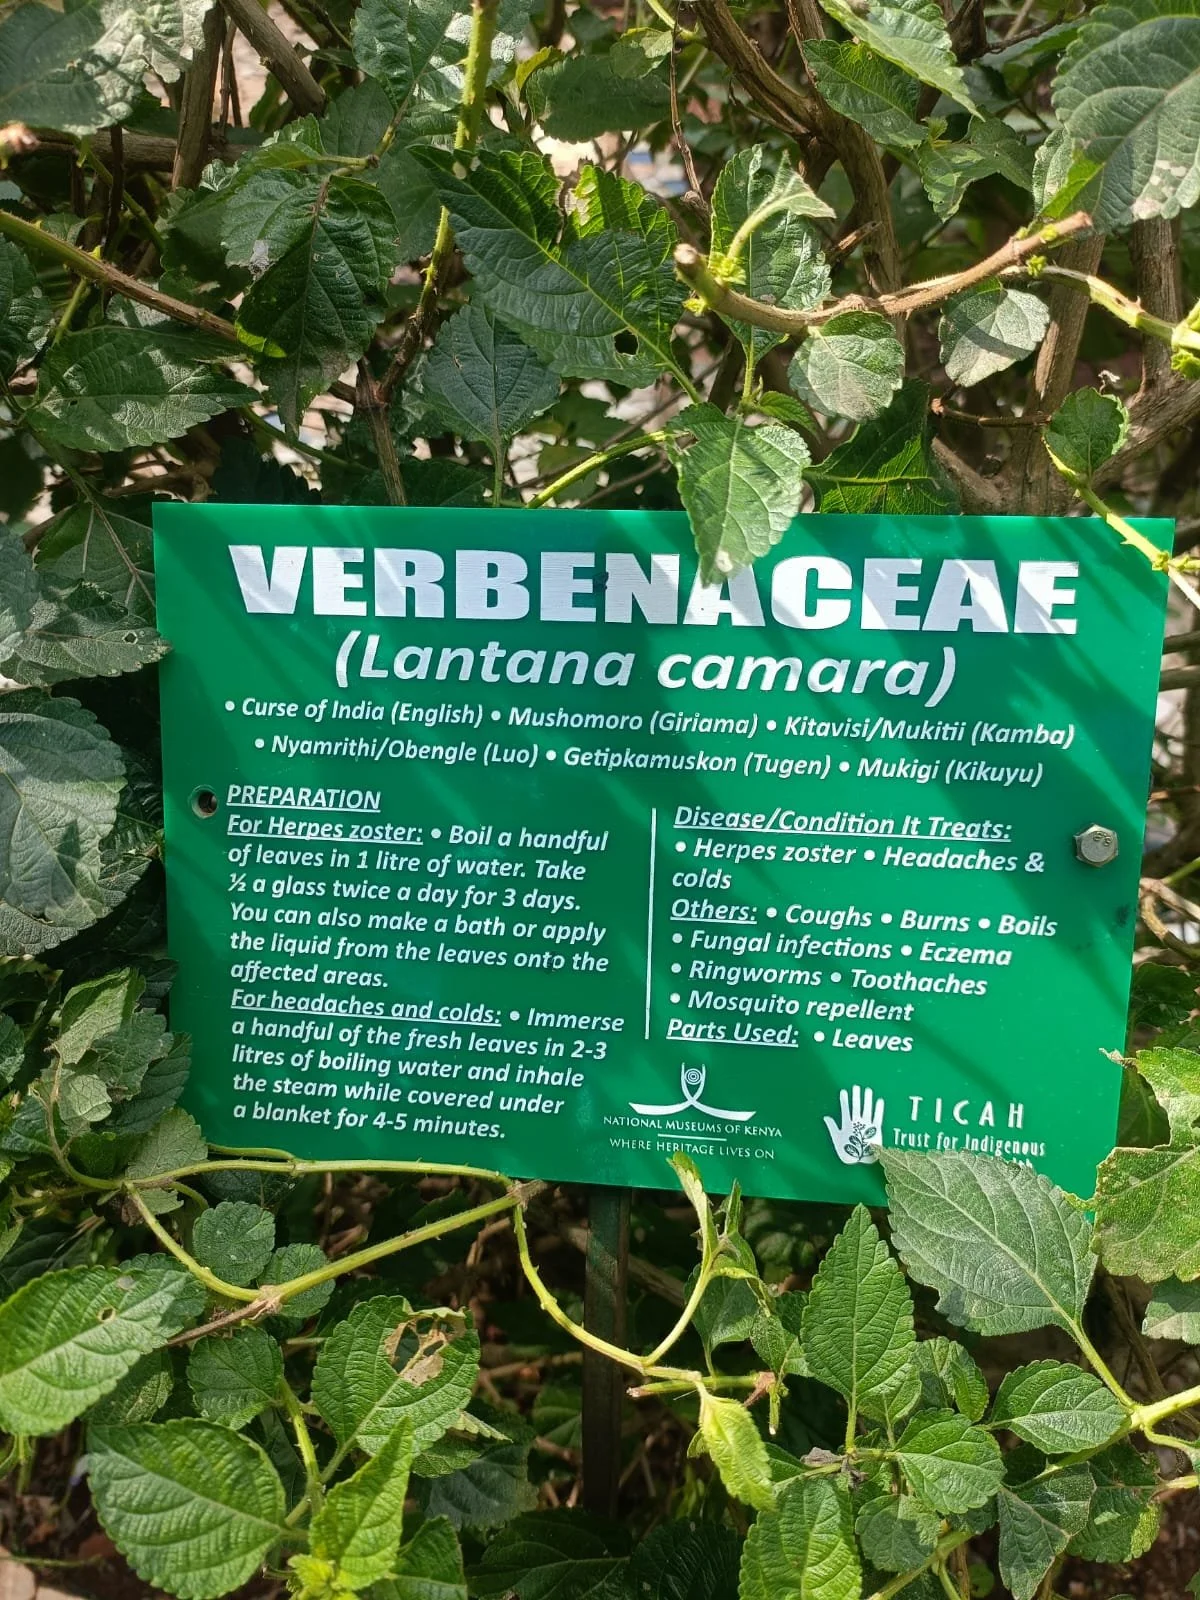 VERBENACEAE
(Lantana camara)
• Curse of India (English) • Mushomoro (Giriama) • Kitavisi/Mukitii (Kamba)
• Nyamrithi/Obengle (Luo) • Getipkamuskon (Tugen) • Mukigi (Kikuyu)
PREPARATION
For Herpes zoster: • Boil a handful
of leaves in 1 litre of water. Take
½ a glass twice a day for 3 days.
You can also make a bath or apply
the liquid from the leaves onto the
affected areas.
For headaches and colds: • Immerse
a handful of the fresh leaves in 2-3
litres of boiling water and inhale
the steam while covered under
a blanket for 4-5 minutes.
Disease/Condition It Treats:
• Herpes zoster • Headaches &
colds
Others: • Coughs • Burns • Boils
• Fungal infections • Eczema
• Ringworms • Toothaches
• Mosquito repellent
Parts Used: • Leaves
NATIONAL MUSEUMS OF KENYA
WHERE HERITAGE LIVES ON
TICAH
Trust for Indigenous